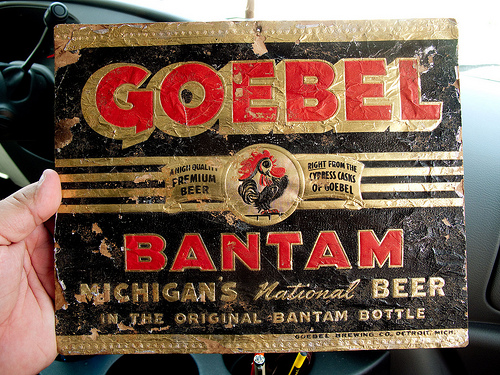 GOEBEL
A HIGH QUALITY
PREMIUM
BEER
RIGHT FROM THE
CYPRESS CASKS
OF GOEBEL
BANTAM
MICHIGAN'S National BEER
IN THE ORIGINAL BANTAM BOTTLE
GOEBEL BREWING CO. DETROIT, MICH.